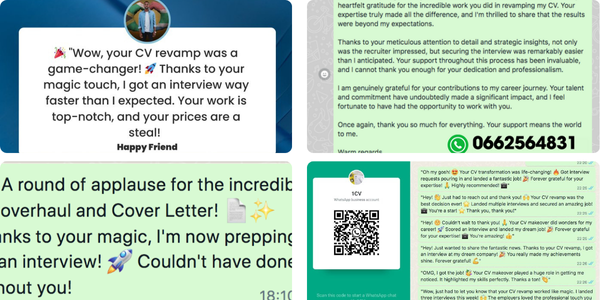 🎉 "Wow, your CV revamp was a
game-changer! 🚀 Thanks to your
magic touch, I got an interview way
faster than I expected. Your work is
top-notch, and your prices are a
steal!
Happy Friend
heartfelt gratitude for the incredible work you did in revamping my CV. Your
expertise truly made all the difference, and I'm thrilled to share that the results
were beyond my expectations.
Thanks to your meticulous attention to detail and strategic insights, not only
was the recruiter impressed, but securing the interview was remarkably easier
than I anticipated. Your support throughout this process has been invaluable,
and I cannot thank you enough for your dedication and professionalism.
I am genuinely grateful for your contributions to my career journey. Your talent
and commitment have undoubtedly made a significant impact, and I feel
fortunate to have had the opportunity to work with you.
Once again, thank you so much for everything. Your support means the world
to me.
Warm regards
0662564831
A round of applause for the incredib
overhaul and Cover Letter! 📄✨
nks to your magic, I'm now prepping
an interview! 🚀 Couldn't have done
hout you!
18:10
1CV
WhatsApp business account
"Oh my gosh! 🤩 Your CV transformation was life-changing! 🔥 Got interview
requests pouring in and landed a fantastic job! 🎉 Forever grateful for your
expertise! 🙏 Highly recommended!
"Hey! 😊 Just had to reach out and thank you! 🙌 Your CV revamp was the
best decision ever! 🚀 Landed multiple interviews and secured an amazing job!
You're a star! 🌟 Thank you, thank you!"
"Hi! 😊 Couldn't wait to thank you! 🙏 Your CV makeover did wonders for my
career! 🚀 Scored an interview and landed my dream job! 🎉 Forever grateful
for your expertise! You're amazing!
"Hey! Just wanted to share the fantastic news. Thanks to your CV revamp, I got
an interview at my dream company! 🎉 You really made my achievements
shine. Forever grateful!
"OMG, I got the job! 🎉 Your CV makeover played a huge role in getting me
noticed. It highlighted my skills perfectly. Thanks a ton!
"Wow, just had to let you know that your CV revamp worked like magic. I landed
three interviews this week! The employers loved the professional touch you